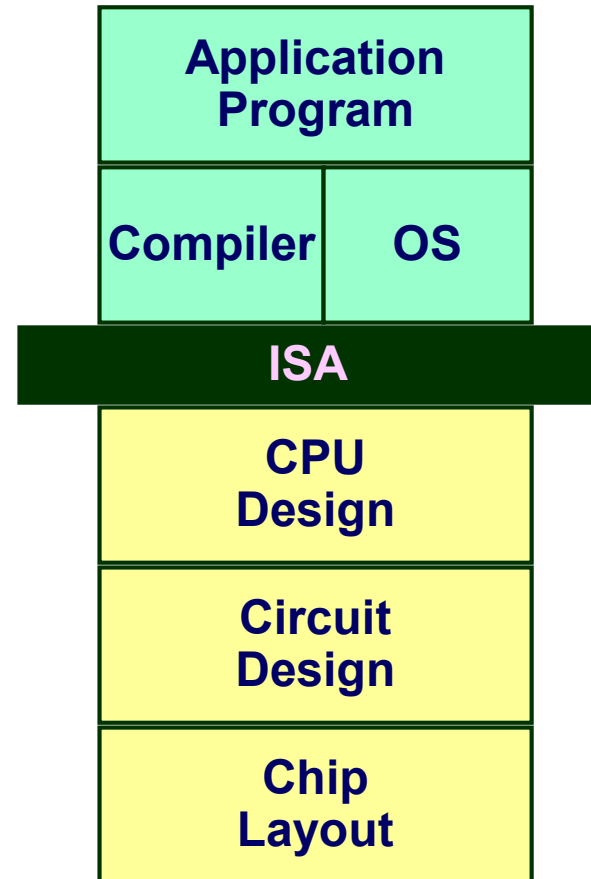 Application
Program
Compiler
OS
ISA
CPU
Design
Circuit
Design
Chip
Layout